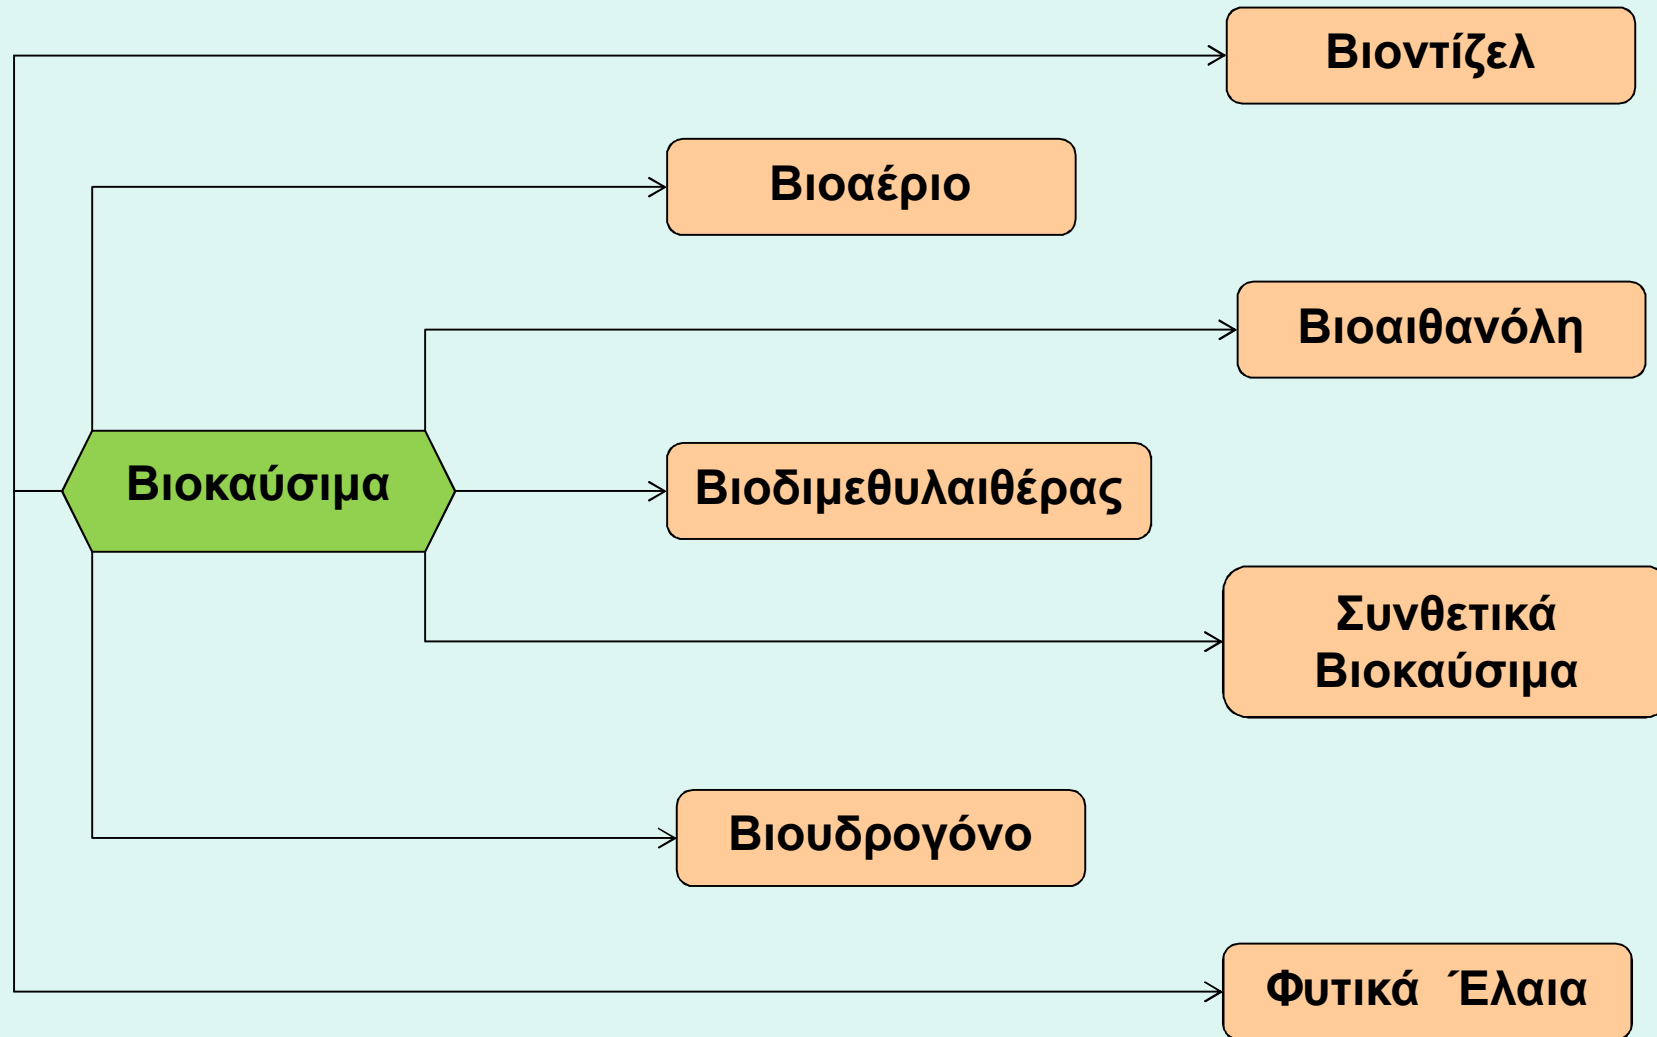 Βιοντίζελ
Βιοαέριο
Βιοαιθανόλη
Βιοκαύσιμα
Βιοδιμεθυλαιθέρας
Συνθετικά
Βιοκαύσιμα
Βιουδρογόνο
Φυτικά Έλαια